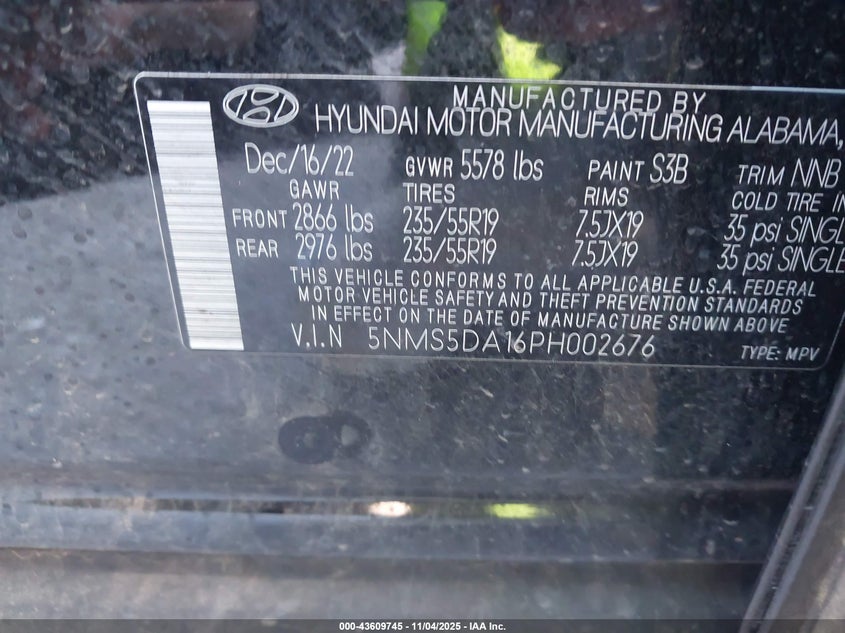 MANUFACTURED BY
HYUNDAI MOTOR MANUFACTURING ALABAMA,
Dec/16/22 GVWR 5578 lbs PAINT S3B TRIM NNB
GAWR TIRES RIMS COLD TIRE IN
FRONT 2866 lbs 235/55R19 7.5JX19 35 psi SINGLE
REAR 2976 lbs 235/55R19 7.5JX19 35 psi SINGLE
THIS VEHICLE CONFORMS TO ALL APPLICABLE U.S.A. FEDERAL
MOTOR VEHICLE SAFETY AND THEFT PREVENTION STANDARDS
IN EFFECT ON THE DATE OF MANUFACTURE SHOWN ABOVE
V.I.N 5NMS5DA16PH002676 TYPE: MPV
000-43609745 - 11/04/2025 - IAA Inc.